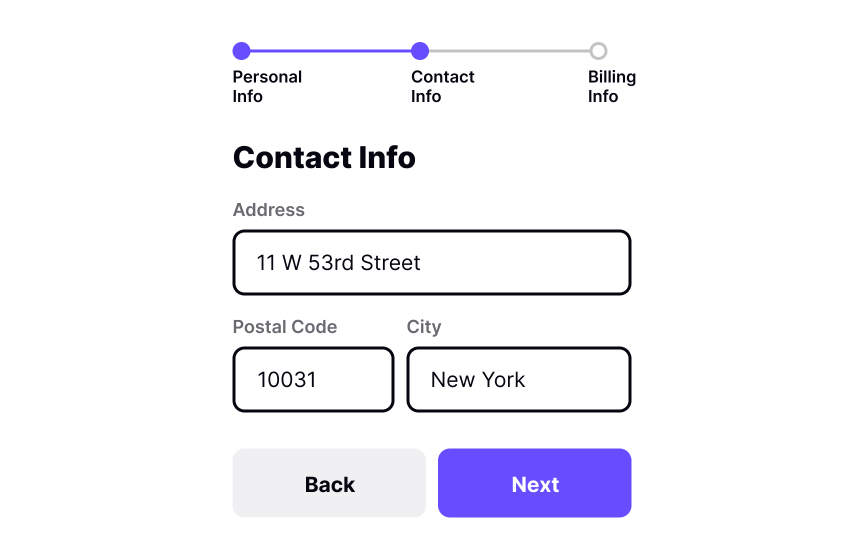 Personal Info
Contact Info
Billing Info
Contact Info
Address
11 W 53rd Street
Postal Code
City
10031
New York
Back
Next